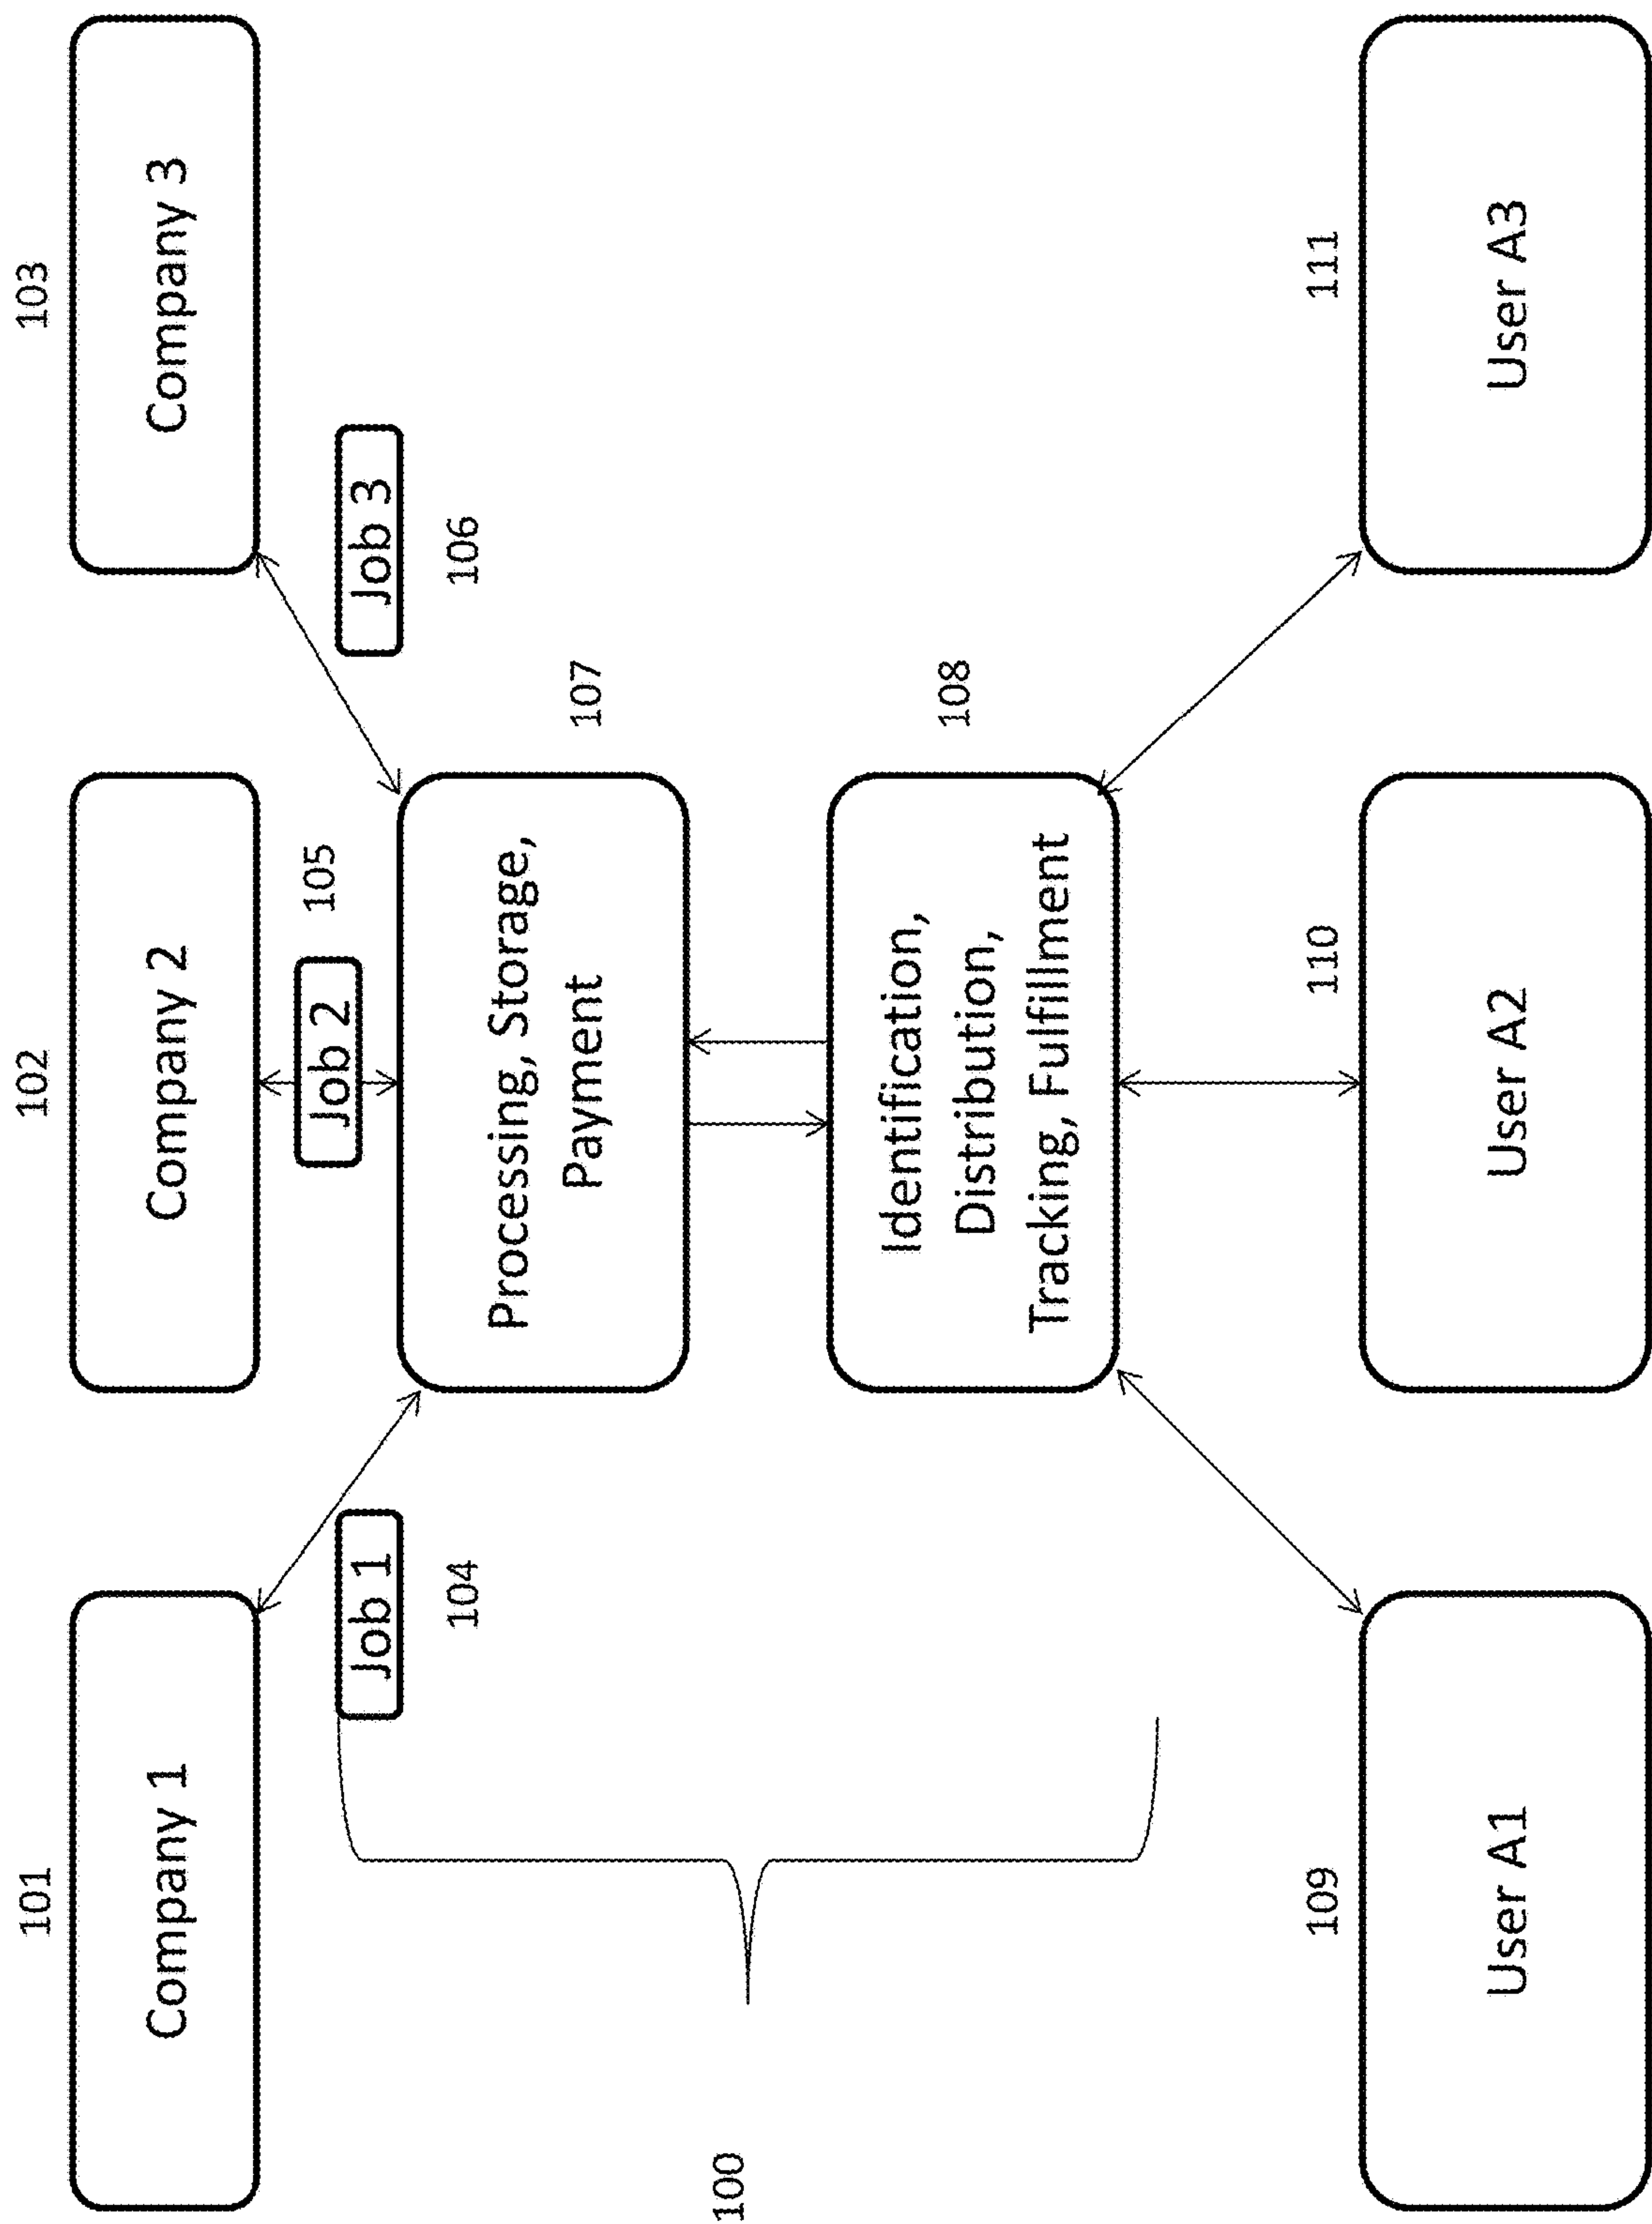 101
102
103
Company 1
Company 2
Company 3
105
Job 1
Job 2
Job 3
104
106
Processing, Storage,
Payment
107
100
Identification,
Distribution,
Tracking, Fulfillment
108
109
110
111
User A1
User A2
User A3